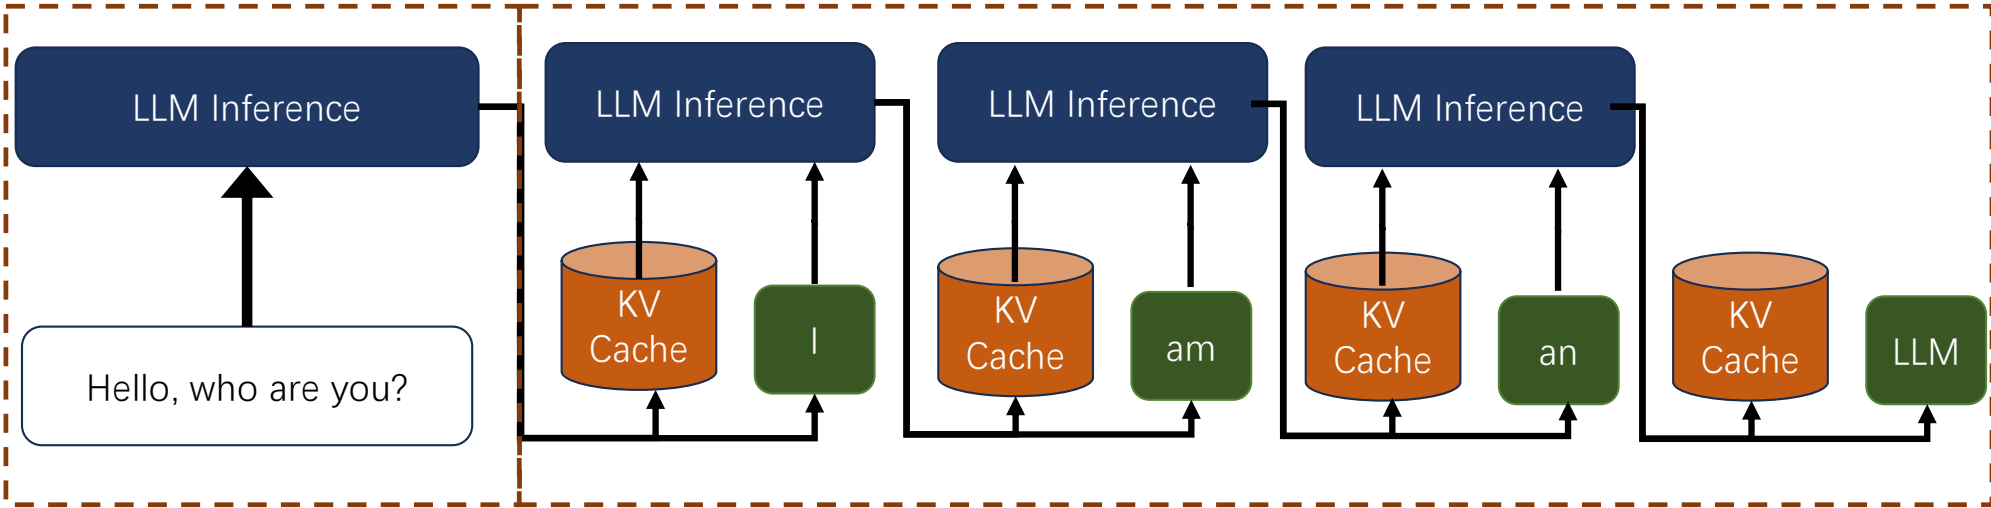 LLM Inference
Hello, who are you?
LLM Inference
KV
Cache
I
LLM Inference
KV
Cache
am
LLM Inference
KV
Cache
an
KV
Cache
LLM